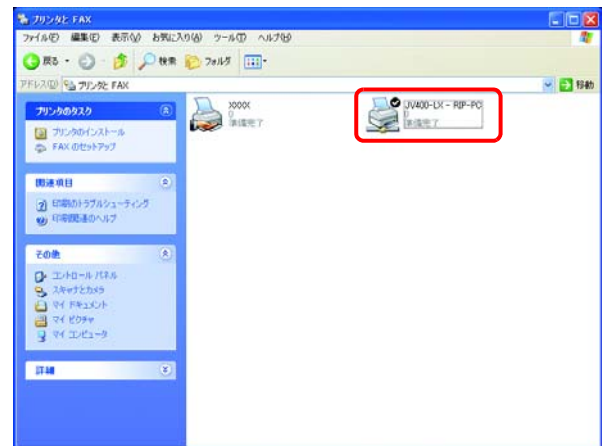 プリンタと FAX
ファイル(F) 編集(E) 表示(V) お気に入り(A) ツール(T) ヘルプ(H)
戻る 検索 フォルダ
アドレス(D) プリンタと FAX 移動
プリンタのタスク
プリンタのインストール
FAX のセットアップ
関連項目
印刷のトラブルシューティング
印刷関連のヘルプ
その他
コントロール パネル
スキャナとカメラ
マイ ドキュメント
マイ ピクチャ
マイ コンピュータ
詳細
XXXX
0
準備完了
JV400-LX - RIP-PC
0
準備完了